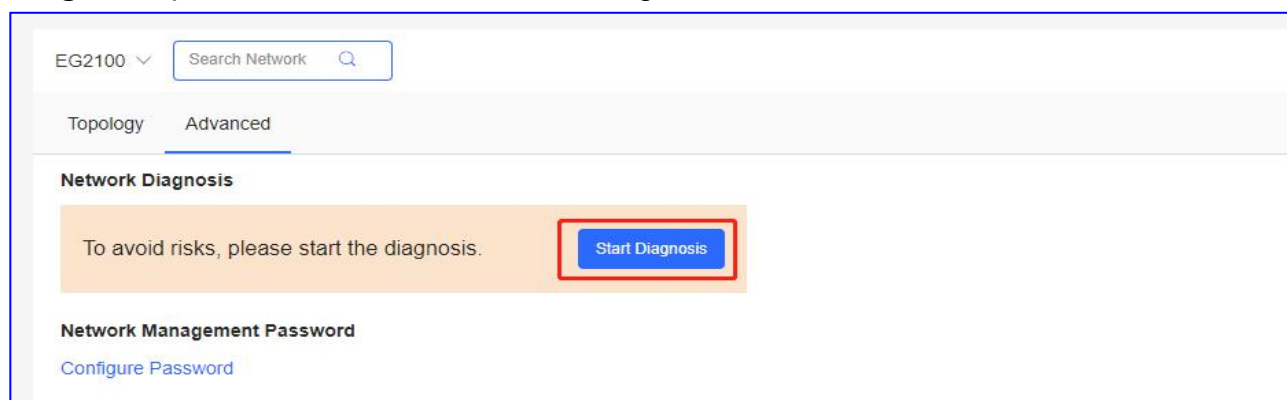 EG2100 Search Network
Topology Advanced
Network Diagnosis
To avoid risks, please start the diagnosis. Start Diagnosis
Network Management Password
Configure Password